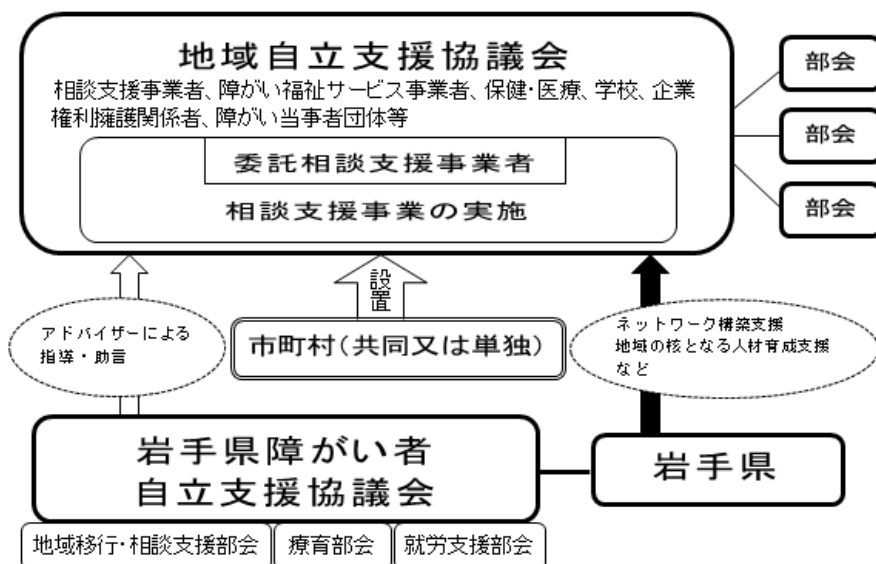 地域自立支援協議会
相談支援事業者、障がい福祉サービス事業者、保健・医療、学校、企業
権利擁護関係者、障がい当事者団体等
委託相談支援事業者
相談支援事業の実施
部会
部会
部会
設置
アドバイザーによる
指導・助言
市町村(共同又は単独)
ネットワーク構築支援
地域の核となる人材育成支援
など
岩手県障がい者
自立支援協議会
岩手県
地域移行・相談支援部会
療育部会
就労支援部会